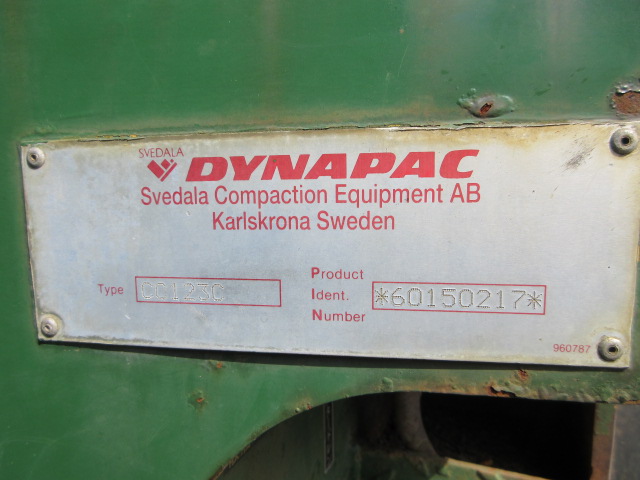 SVEDALA
DYNAPAC
Svedala Compaction Equipment AB
Karlskrona Sweden
Type CC123C
Product
Ident.
Number
*60150217*
960787